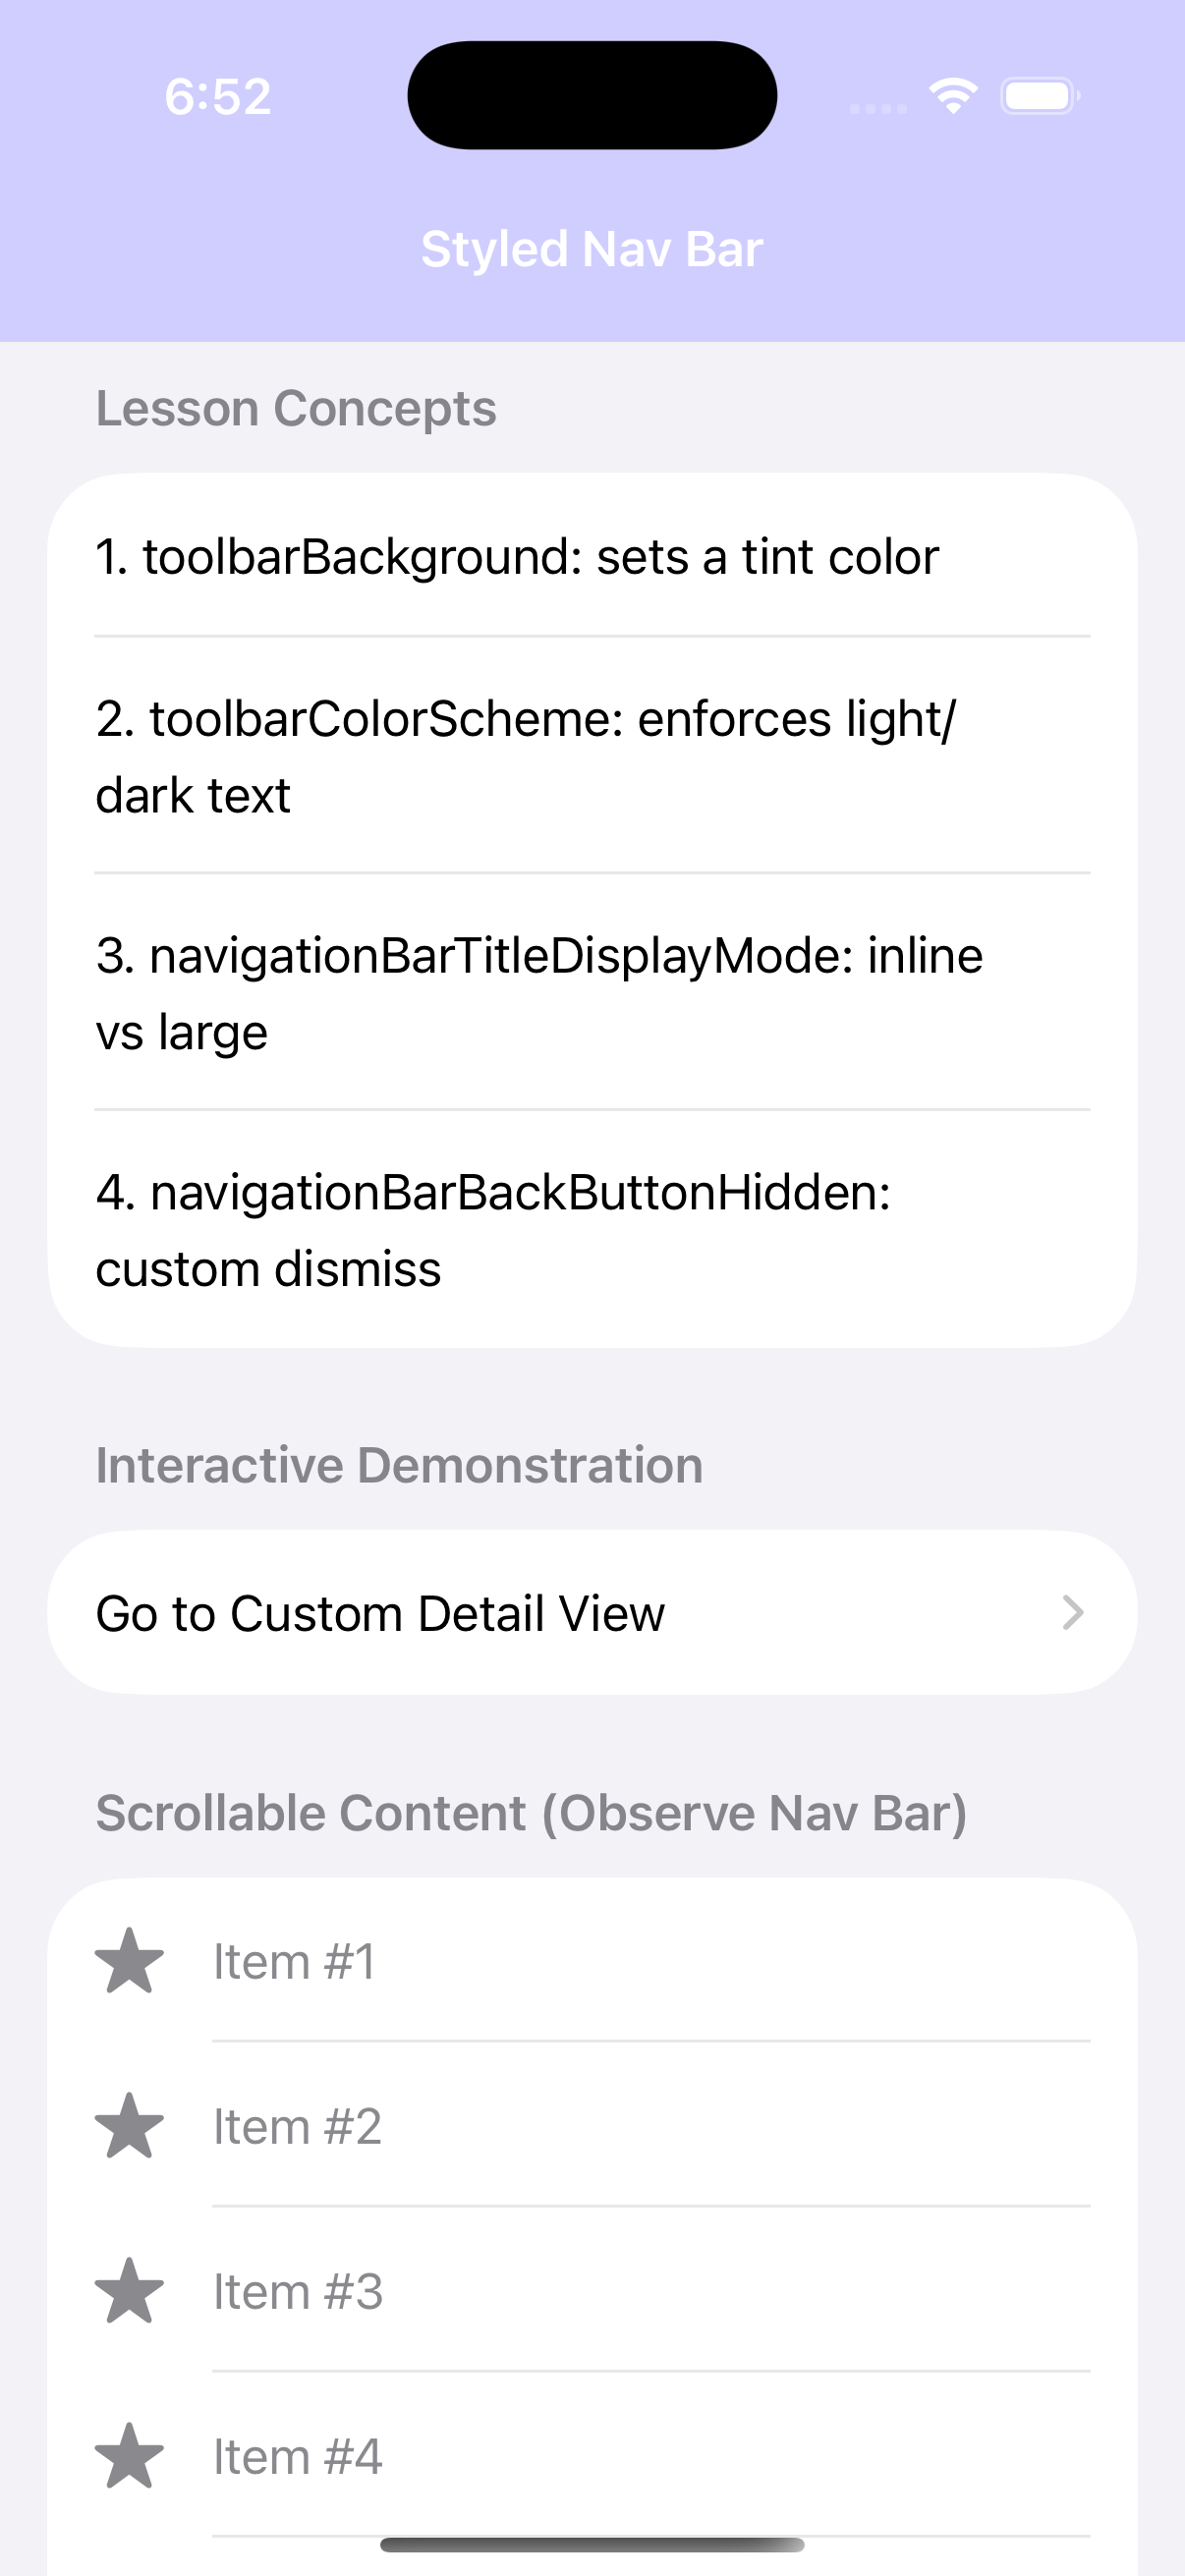 6:52
Styled Nav Bar
Lesson Concepts
1. toolbarBackground: sets a tint color
2. toolbarColorScheme: enforces light/
dark text
3. navigationBarTitleDisplayMode: inline
vs large
4. navigationBarBackButtonHidden:
custom dismiss
Interactive Demonstration
Go to Custom Detail View
Scrollable Content (Observe Nav Bar)
Item #1
Item #2
Item #3
Item #4